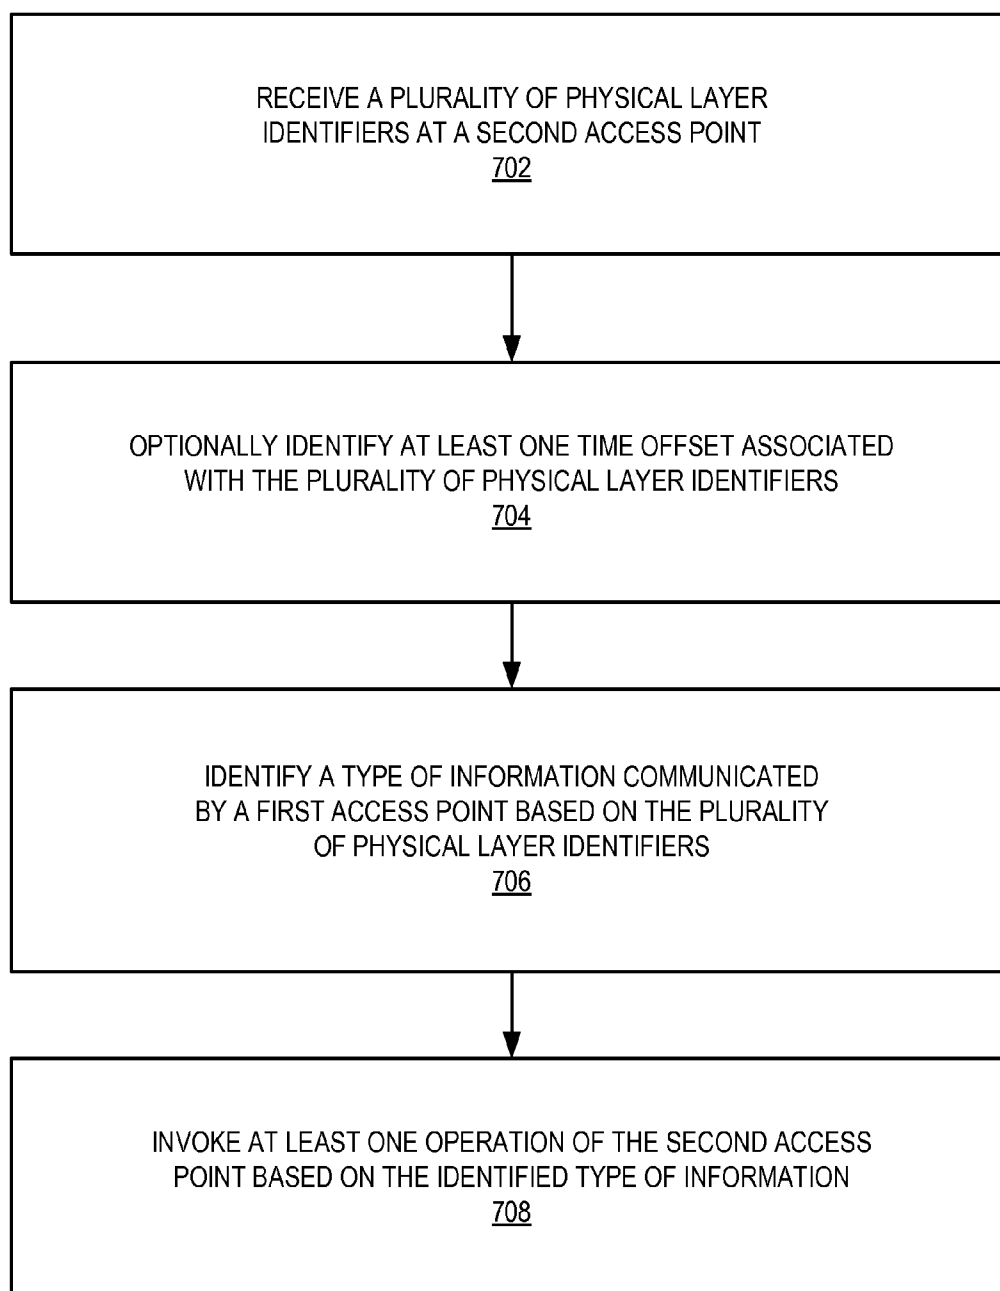 RECEIVE A PLURALITY OF PHYSICAL LAYER
IDENTIFIERS AT A SECOND ACCESS POINT
702
OPTIONALLY IDENTIFY AT LEAST ONE TIME OFFSET ASSOCIATED
WITH THE PLURALITY OF PHYSICAL LAYER IDENTIFIERS
704
IDENTIFY A TYPE OF INFORMATION COMMUNICATED
BY A FIRST ACCESS POINT BASED ON THE PLURALITY
OF PHYSICAL LAYER IDENTIFIERS
706
INVOKE AT LEAST ONE OPERATION OF THE SECOND ACCESS
POINT BASED ON THE IDENTIFIED TYPE OF INFORMATION
708